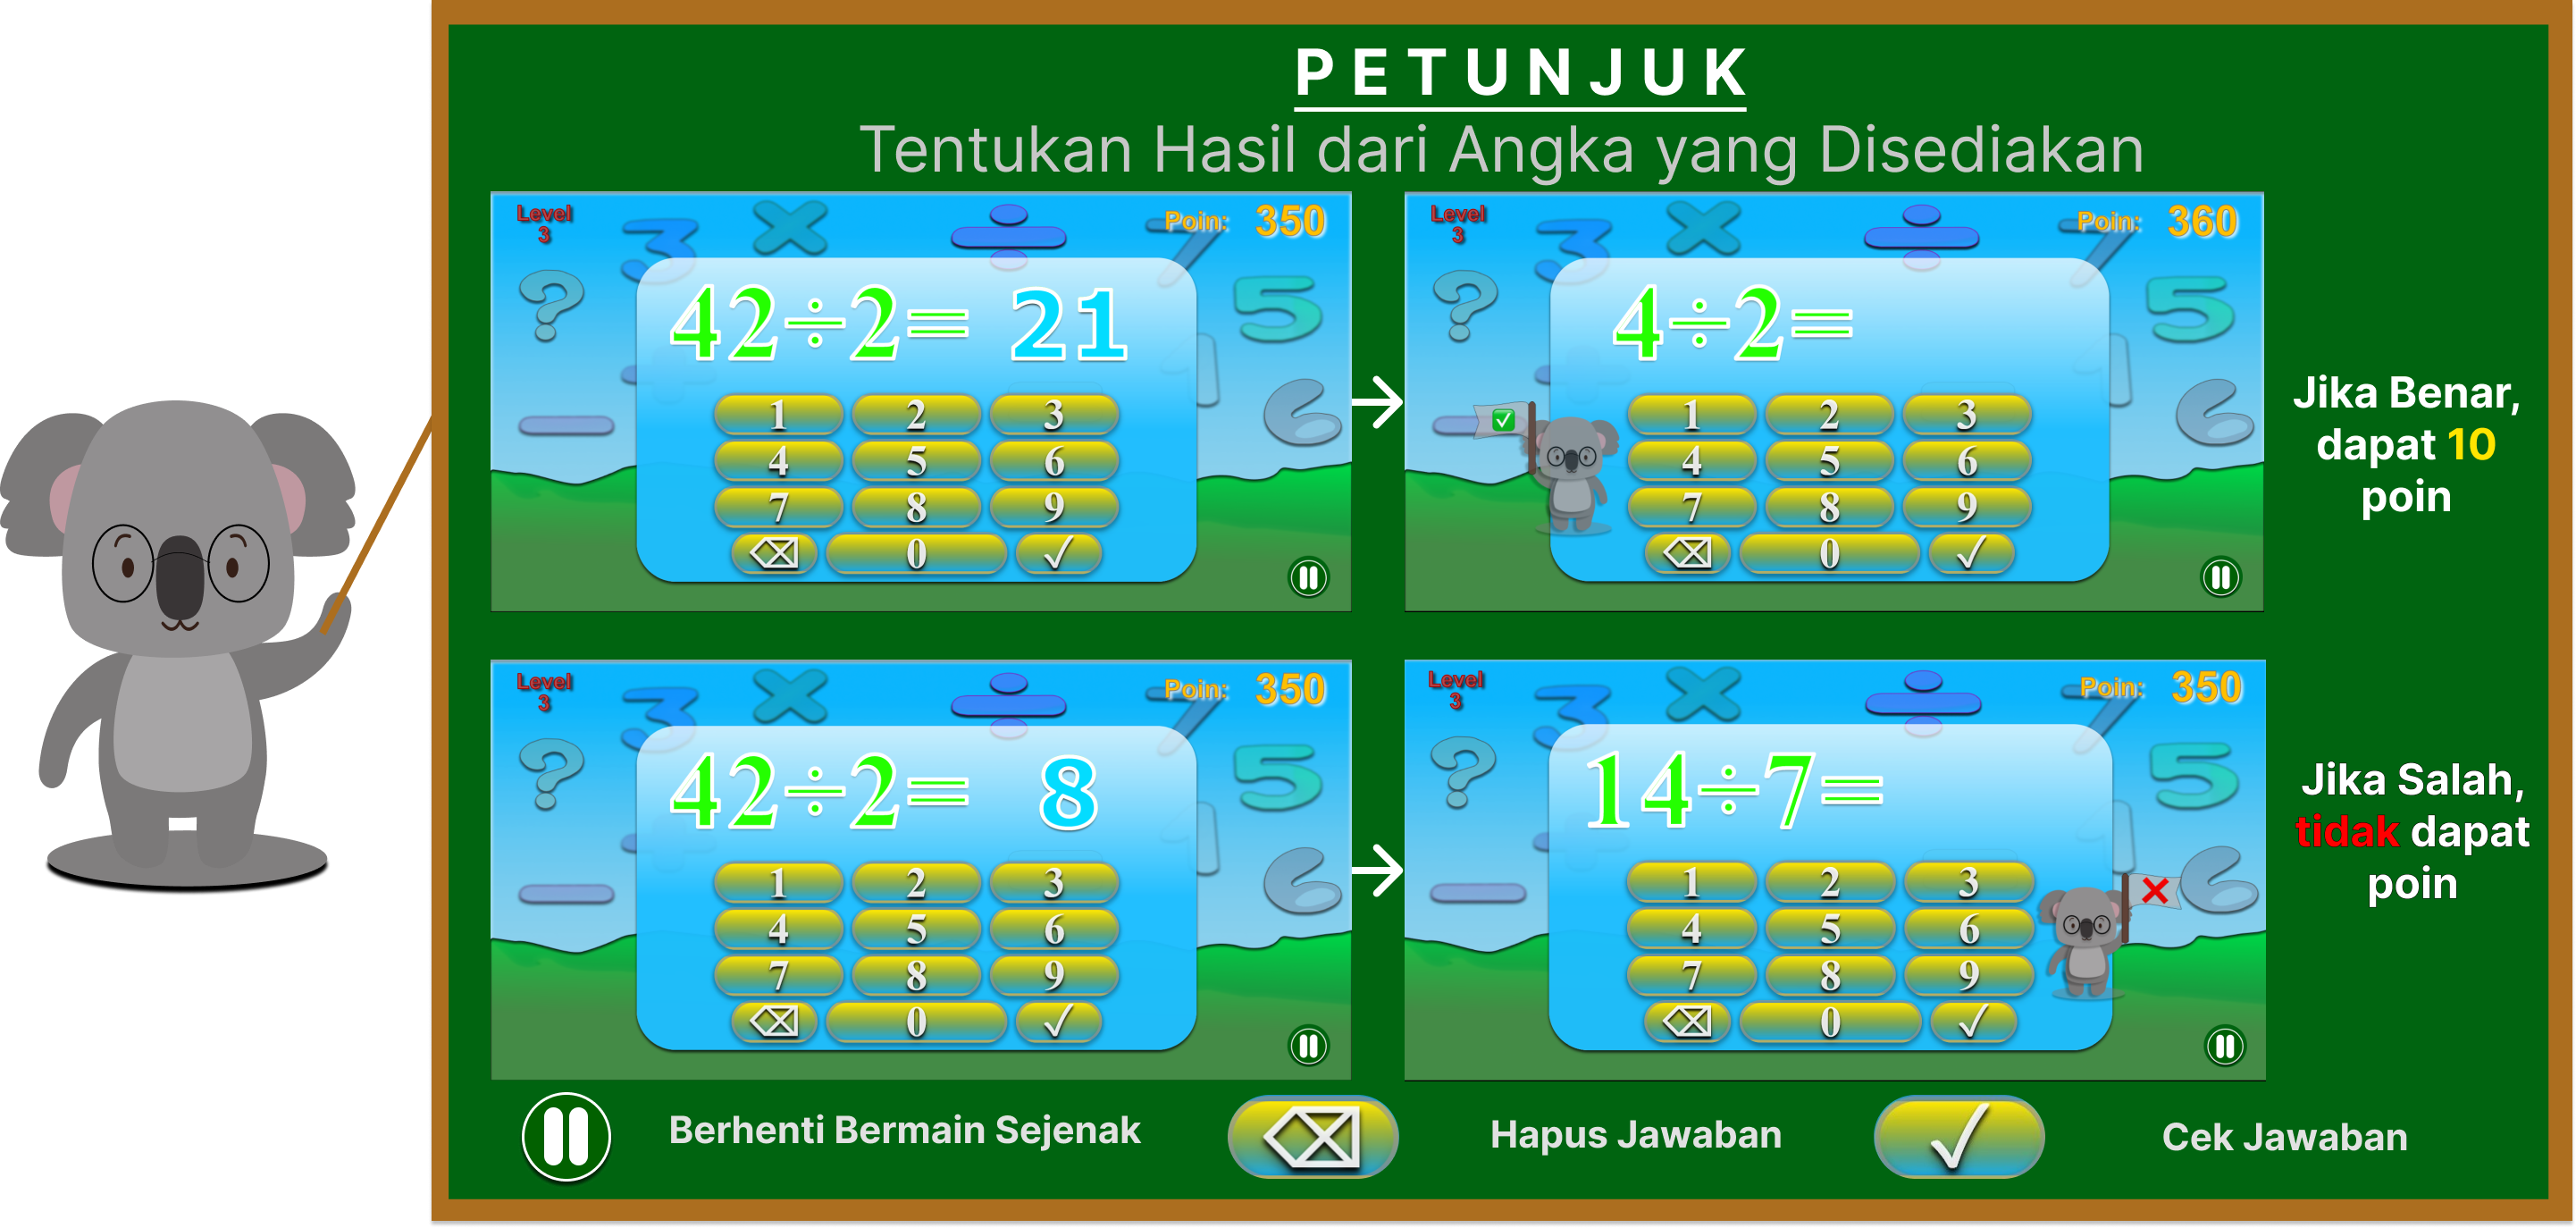 PETUNJUK
Tentukan Hasil dari Angka yang Disediakan
Level
3
Poin: 350
42÷2= 21
1 2 3
4 5 6
7 8 9
0
Level
3
Poin: 360
4÷2=
1 2 3
4 5 6
7 8 9
0
Jika Benar,
dapat 10
poin
Level
3
Poin: 350
42÷2= 8
1 2 3
4 5 6
7 8 9
0
Level
3
Poin: 350
14÷7=
1 2 3
4 5 6
7 8 9
0
Jika Salah,
tidak dapat
poin
Berhenti Bermain Sejenak
Hapus Jawaban
Cek Jawaban